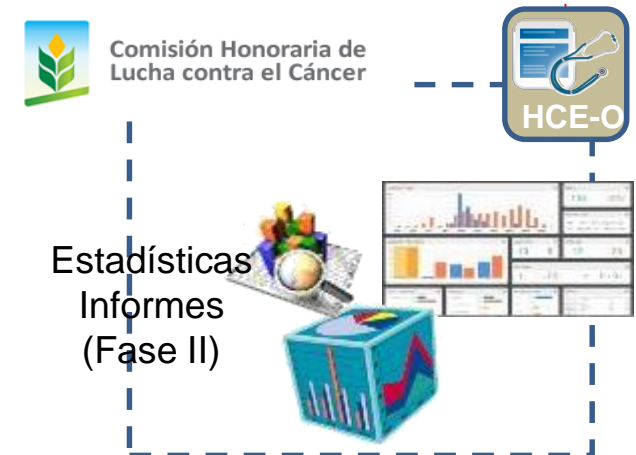 Comisión Honoraria de
Lucha contra el Cáncer
HCE-O
Estadísticas
Informes
(Fase II)